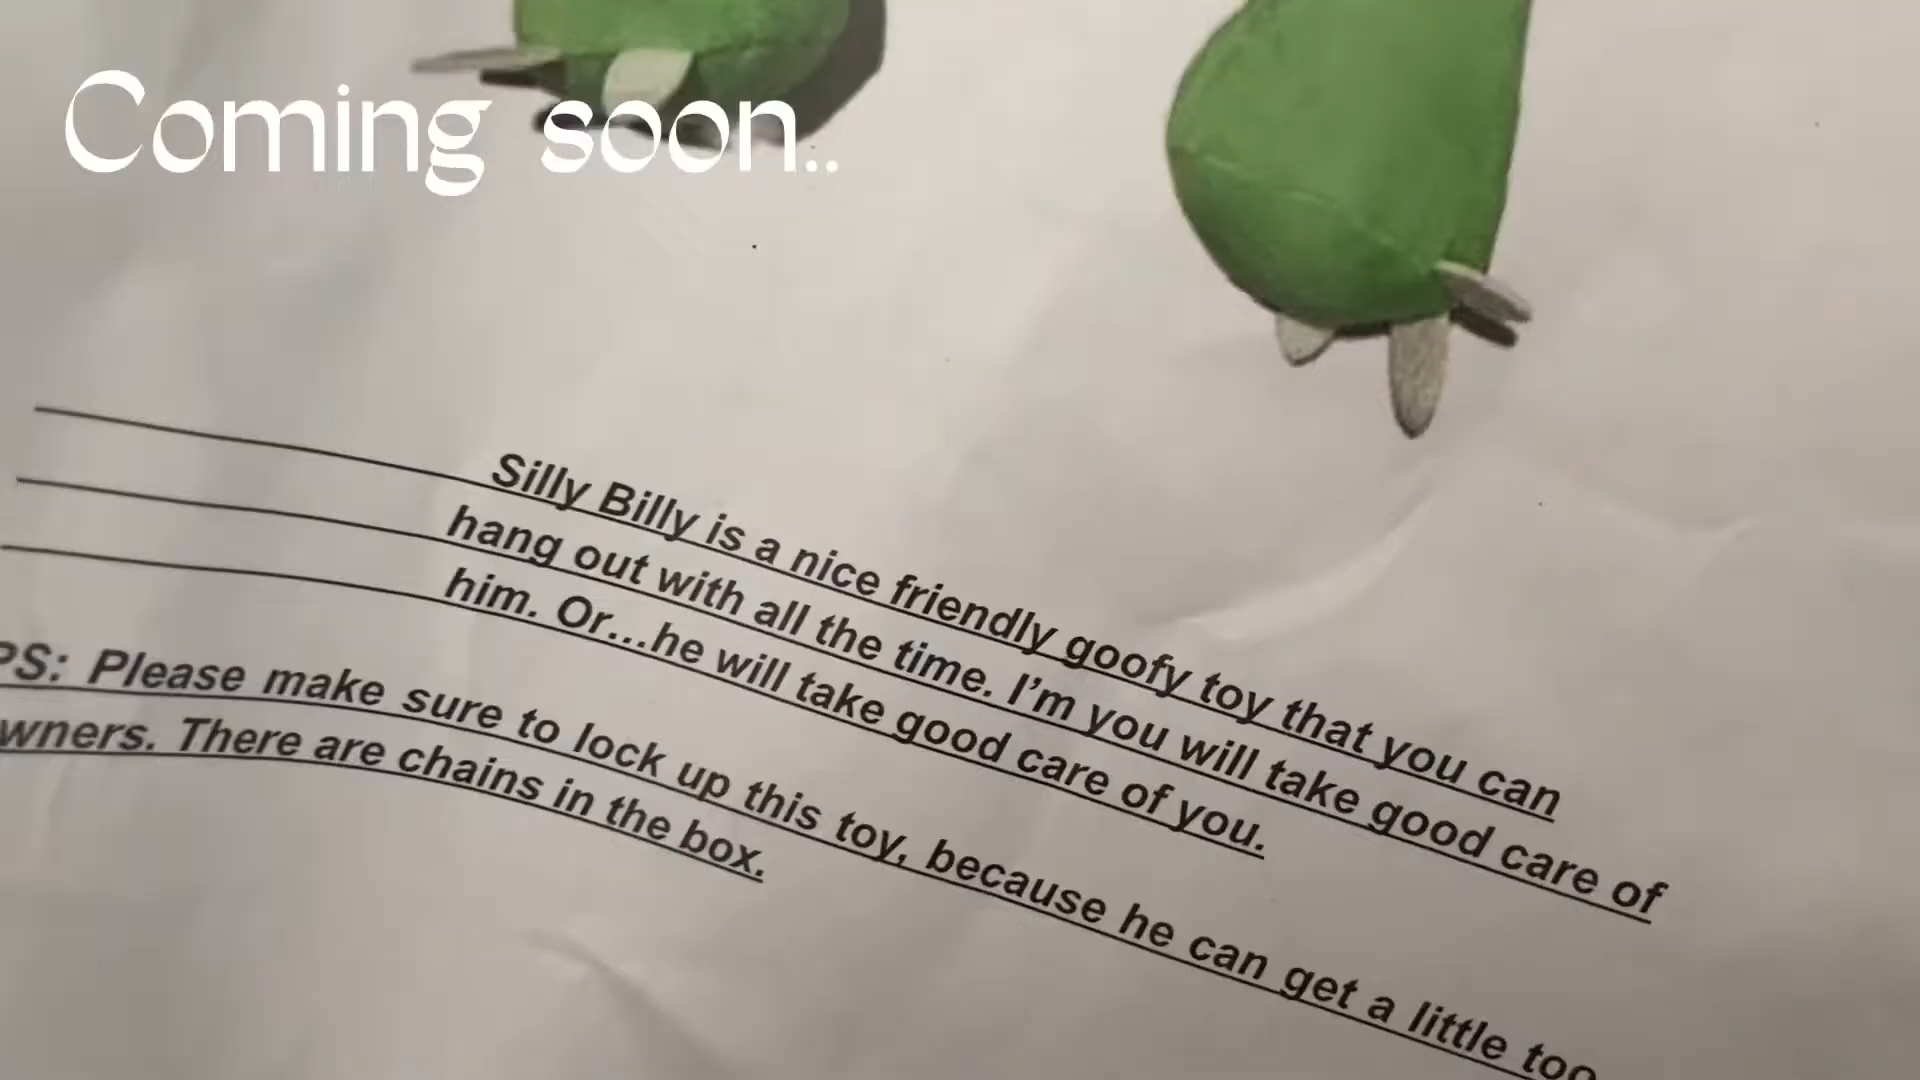 Coming soon..
Silly Billy is a nice friendly goofy toy that you can
hang out with all the time. I'm you will take good care of
him. Or...he will take good care of you.
PS: Please make sure to lock up this toy, because he can get a little too
wners. There are chains in the box.